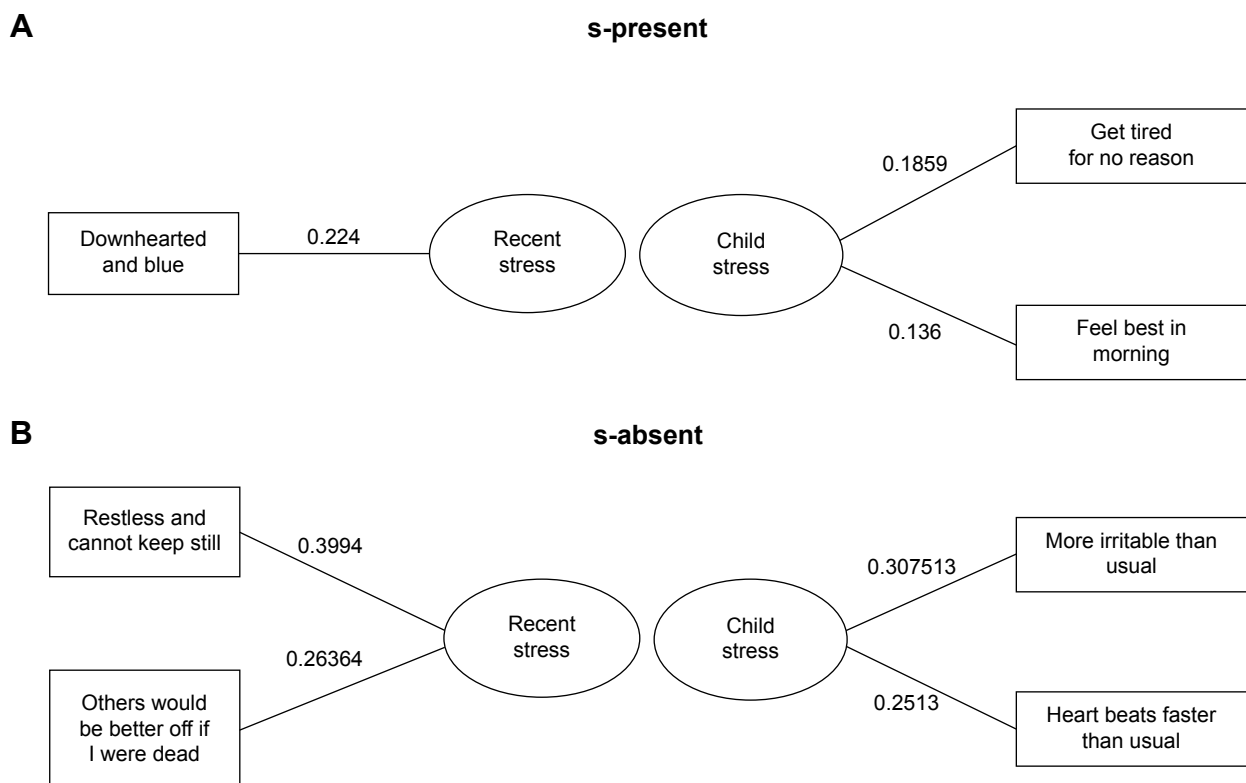 A
s-present
Get tired
for no reason
0.1859
Downhearted
and blue
0.224
Recent
stress
Child
stress
0.136
Feel best in
morning
B
s-absent
Restless and
cannot keep still
0.3994
More irritable than
usual
0.307513
Recent
stress
Child
stress
0.26364
0.2513
Others would
be better off if
I were dead
Heart beats faster
than usual